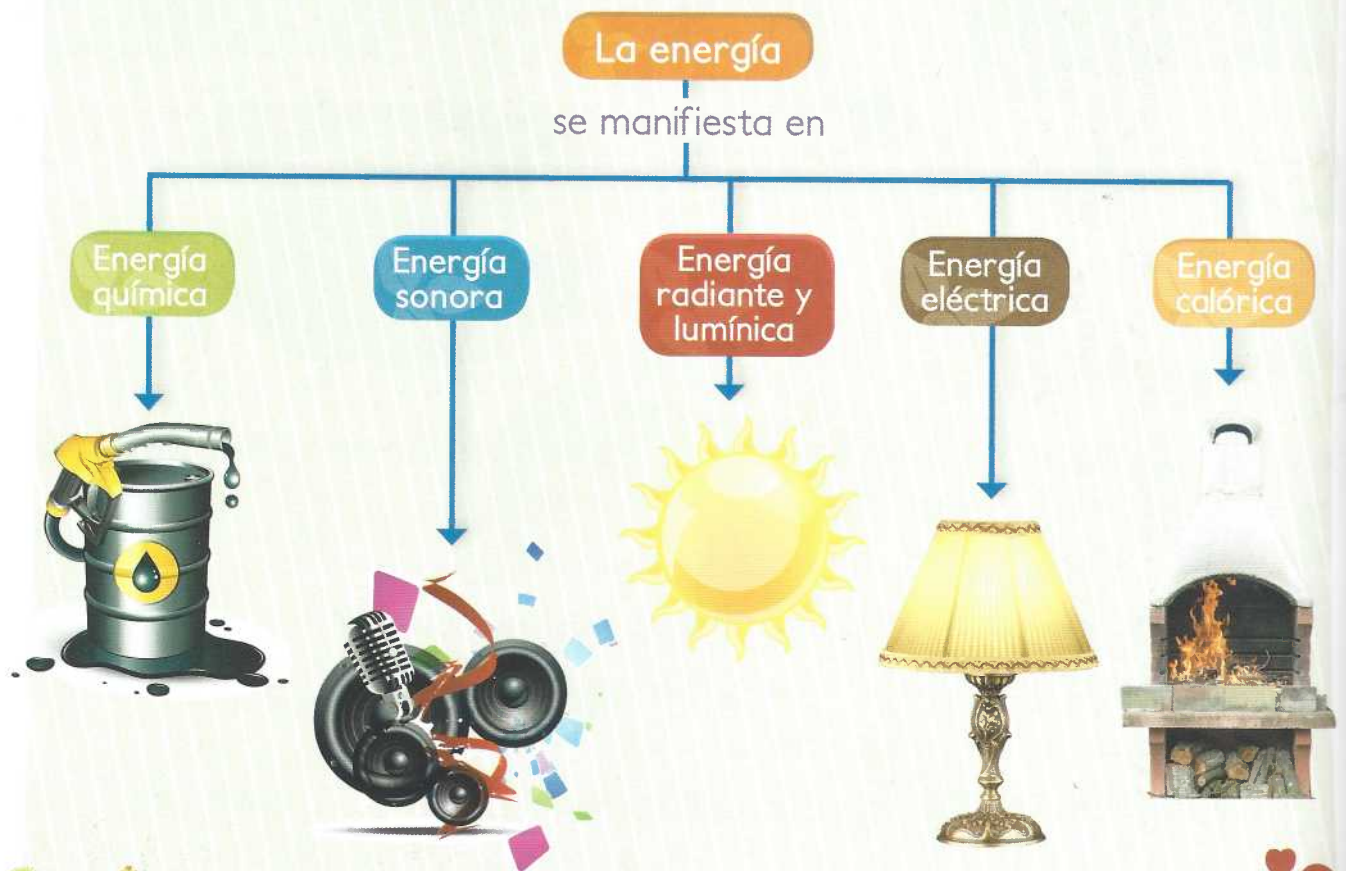 La energía
se manifiesta en
Energía
química
Energía
sonora
Energía
radiante y
lumínica
Energía
eléctrica
Energía
calórica